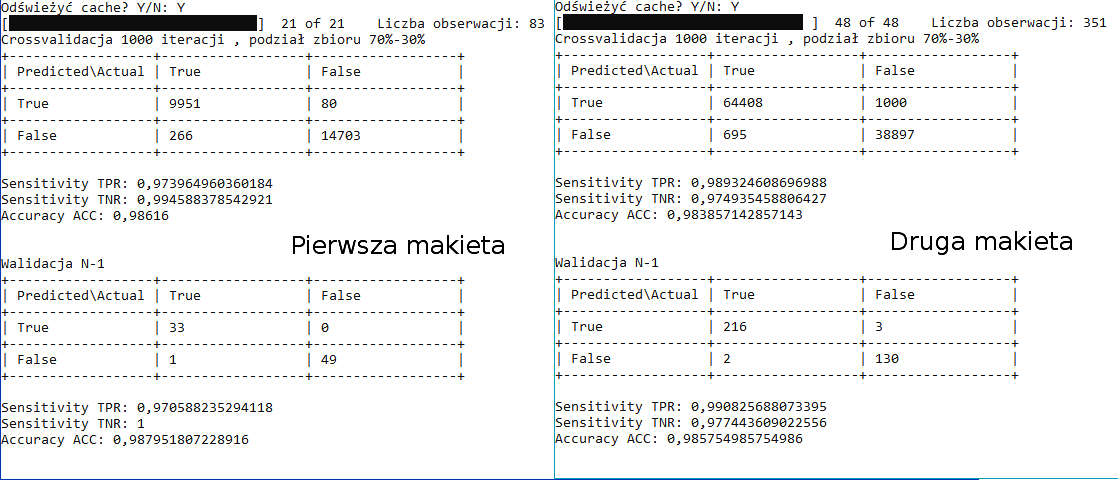 Odświeżyć cache? Y/N: Y
[ ] 21 of 21 Liczba obserwacji: 83
Crossvalidacja 1000 iteracji , podział zbioru 70%-30%
+------------------+------------------+------------------+
| Predicted\Actual | True | False |
+------------------+------------------+------------------+
| True | 9951 | 80 |
+------------------+------------------+------------------+
| False | 266 | 14703 |
+------------------+------------------+------------------+
Sensitivity TPR: 0,973964960360184
Sensitivity TNR: 0,994588378542921
Accuracy ACC: 0,98616
Pierwsza makieta
Walidacja N-1
+------------------+------------------+------------------+
| Predicted\Actual | True | False |
+------------------+------------------+------------------+
| True | 33 | 0 |
+------------------+------------------+------------------+
| False | 1 | 49 |
+------------------+------------------+------------------+
Sensitivity TPR: 0,970588235294118
Sensitivity TNR: 1
Accuracy ACC: 0,987951807228916
Odświeżyć cache? Y/N: Y
[ ] 48 of 48 Liczba obserwacji: 351
Crossvalidacja 1000 iteracji , podział zbioru 70%-30%
+------------------+------------------+------------------+
| Predicted\Actual | True | False |
+------------------+------------------+------------------+
| True | 64408 | 1000 |
+------------------+------------------+------------------+
| False | 695 | 38897 |
+------------------+------------------+------------------+
Sensitivity TPR: 0,989324608696988
Sensitivity TNR: 0,974935458806427
Accuracy ACC: 0,983857142857143
Druga makieta
Walidacja N-1
+------------------+------------------+------------------+
| Predicted\Actual | True | False |
+------------------+------------------+------------------+
| True | 216 | 3 |
+------------------+------------------+------------------+
| False | 2 | 130 |
+------------------+------------------+------------------+
Sensitivity TPR: 0,990825688073395
Sensitivity TNR: 0,977443609022556
Accuracy ACC: 0,985754985754986